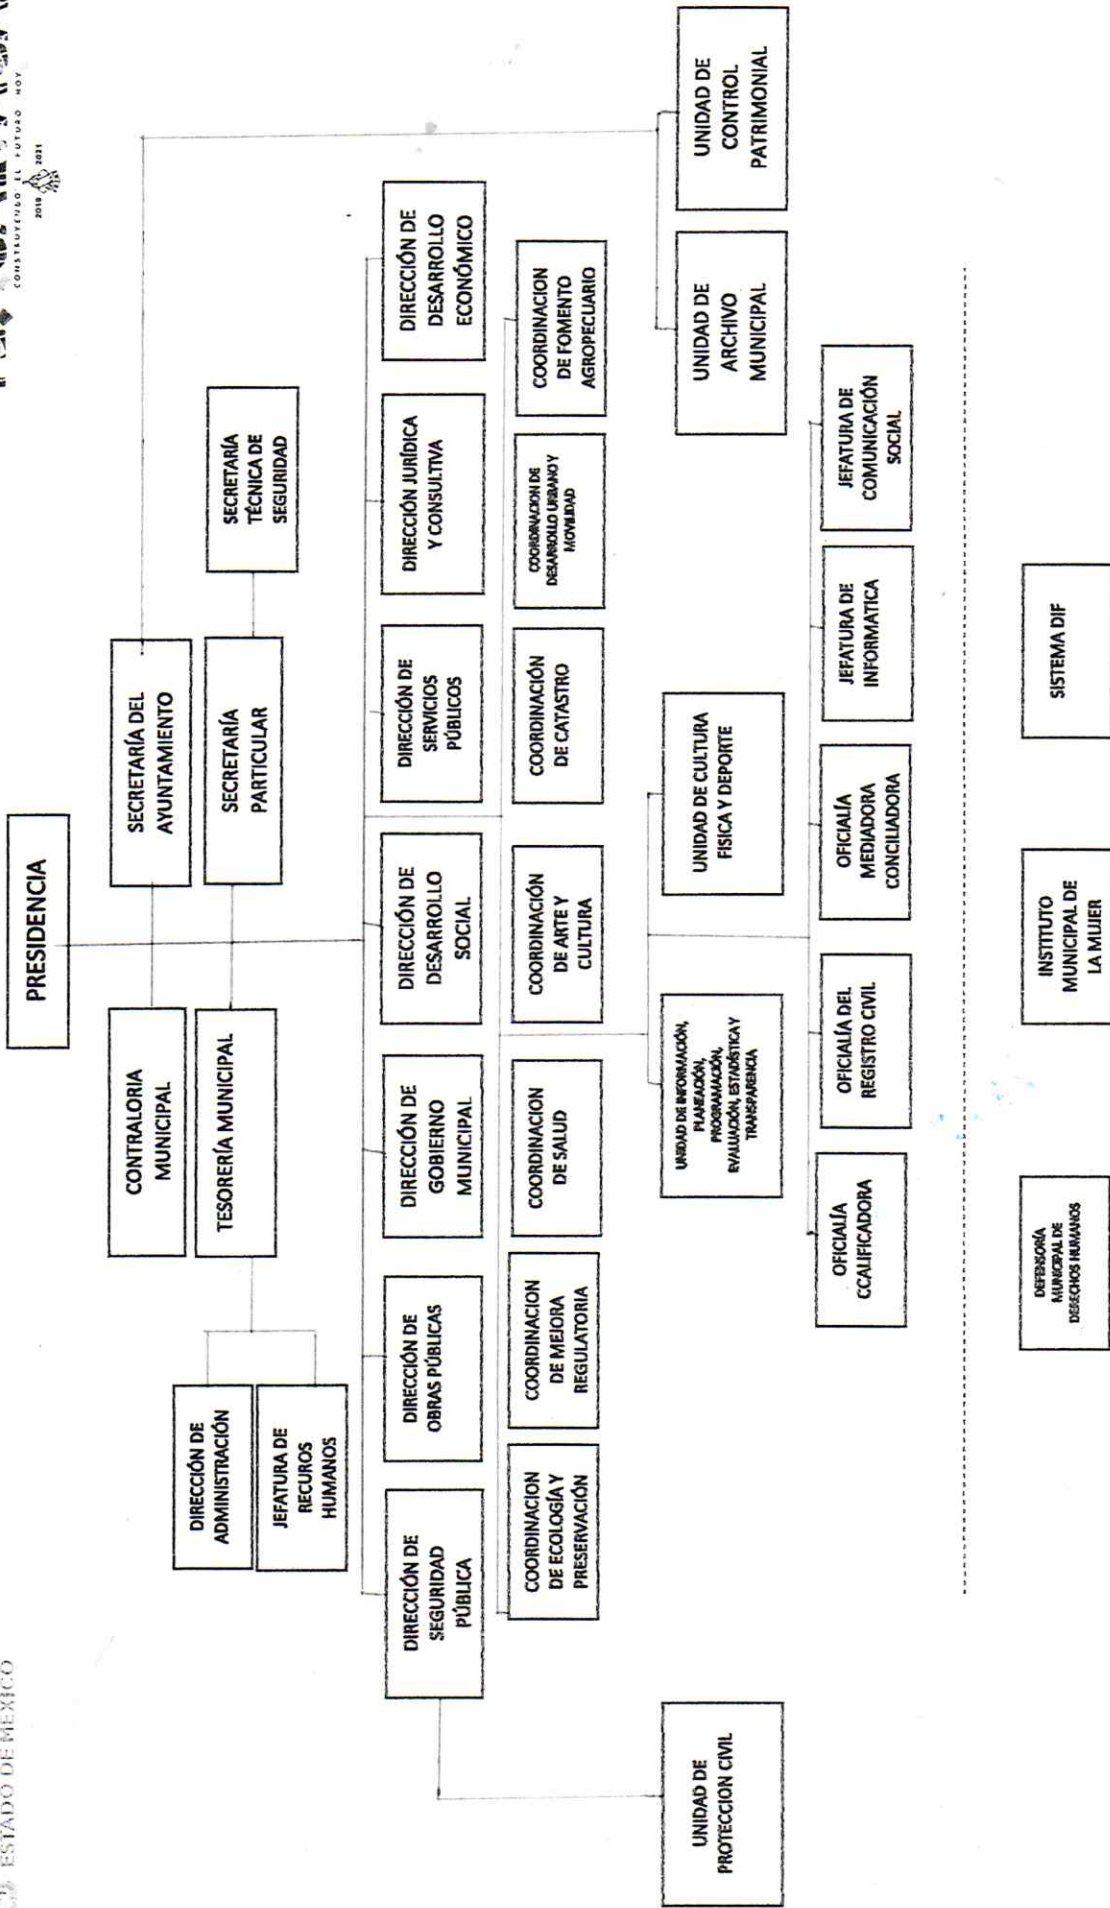 ESTADO DE MEXICO
CONSTRUYENDO EL FUTURO HOY
2019 2021
PRESIDENCIA
CONTRALORIA
MUNICIPAL
SECRETARÍA DEL
AYUNTAMIENTO
TESORERÍA MUNICIPAL
SECRETARÍA
PARTICULAR
SECRETARÍA
TÉCNICA DE
SEGURIDAD
DIRECCIÓN DE
ADMINISTRACIÓN
JEFATURA DE
RECUROS
HUMANOS
DIRECCIÓN DE
SEGURIDAD
PÚBLICA
DIRECCIÓN DE
OBRAS PÚBLICAS
DIRECCIÓN DE
GOBIERNO
MUNICIPAL
DIRECCIÓN DE
DESARROLLO
SOCIAL
DIRECCIÓN DE
SERVICIOS
PÚBLICOS
DIRECCIÓN JURÍDICA
Y CONSULTIVA
DIRECCIÓN DE
DESARROLLO
ECONÓMICO
COORDINACION
DE ECOLOGÍA Y
PRESERVACIÓN
COORDINACION
DE MEJORA
REGULATORIA
COORDINACION
DE SALUD
COORDINACIÓN
DE ARTE Y
CULTURA
COORDINACIÓN
DE CATASTRO
COORDINACION DE
DESARROLLO URBANO Y
MOVILIDAD
COORDINACION
DE FOMENTO
AGROPECUARIO
UNIDAD DE
PROTECCION CIVIL
UNIDAD DE INFORMACIÓN,
PLANEACIÓN,
PROGRAMACIÓN,
EVALUACIÓN, ESTADÍSTICA Y
TRANSPARENCIA
UNIDAD DE CULTURA
FISICA Y DEPORTE
UNIDAD DE
ARCHIVO
MUNICIPAL
UNIDAD DE
CONTROL
PATRIMONIAL
OFICIALÍA
CCALIFICADORA
OFICIALÍA DEL
REGISTRO CIVIL
OFICIALÍA
MEDIADORA
CONCILIADORA
JEFATURA DE
INFORMATICA
JEFATURA DE
COMUNICACIÓN
SOCIAL
DEFENSORÍA
MUNICIPAL DE
DERECHOS HUMANOS
INSTITUTO
MUNICIPAL DE
LA MUJER
SISTEMA DIF